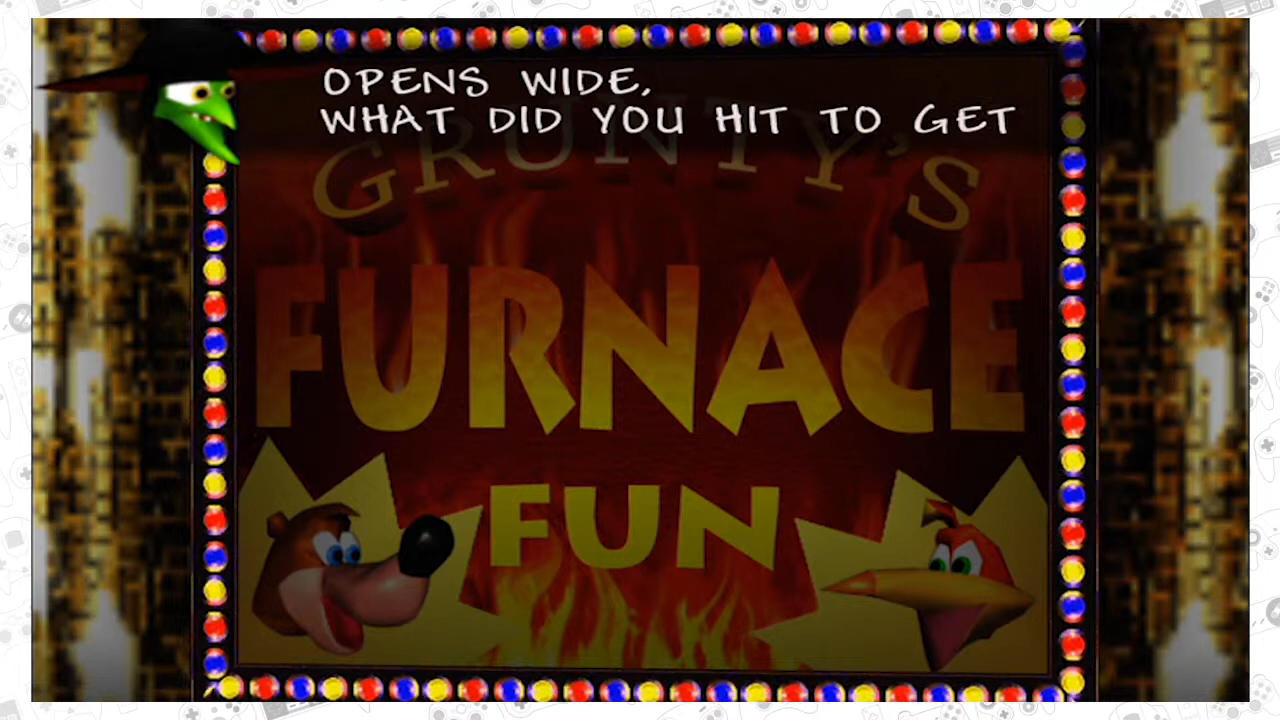 OPENS WIDE,
WHAT DID YOU HIT TO GET
GRUNTY'S
FURNACE
FUN